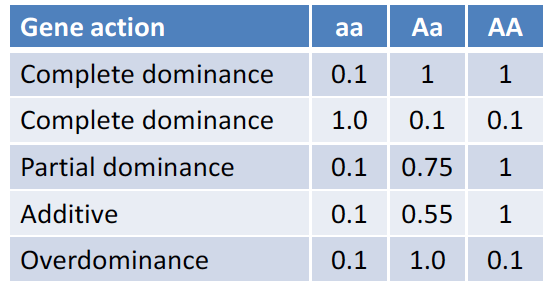 Gene action aa Aa AA
Complete dominance 0.1 1 1
Complete dominance 1.0 0.1 0.1
Partial dominance 0.1 0.75 1
Additive 0.1 0.55 1
Overdominance 0.1 1.0 0.1